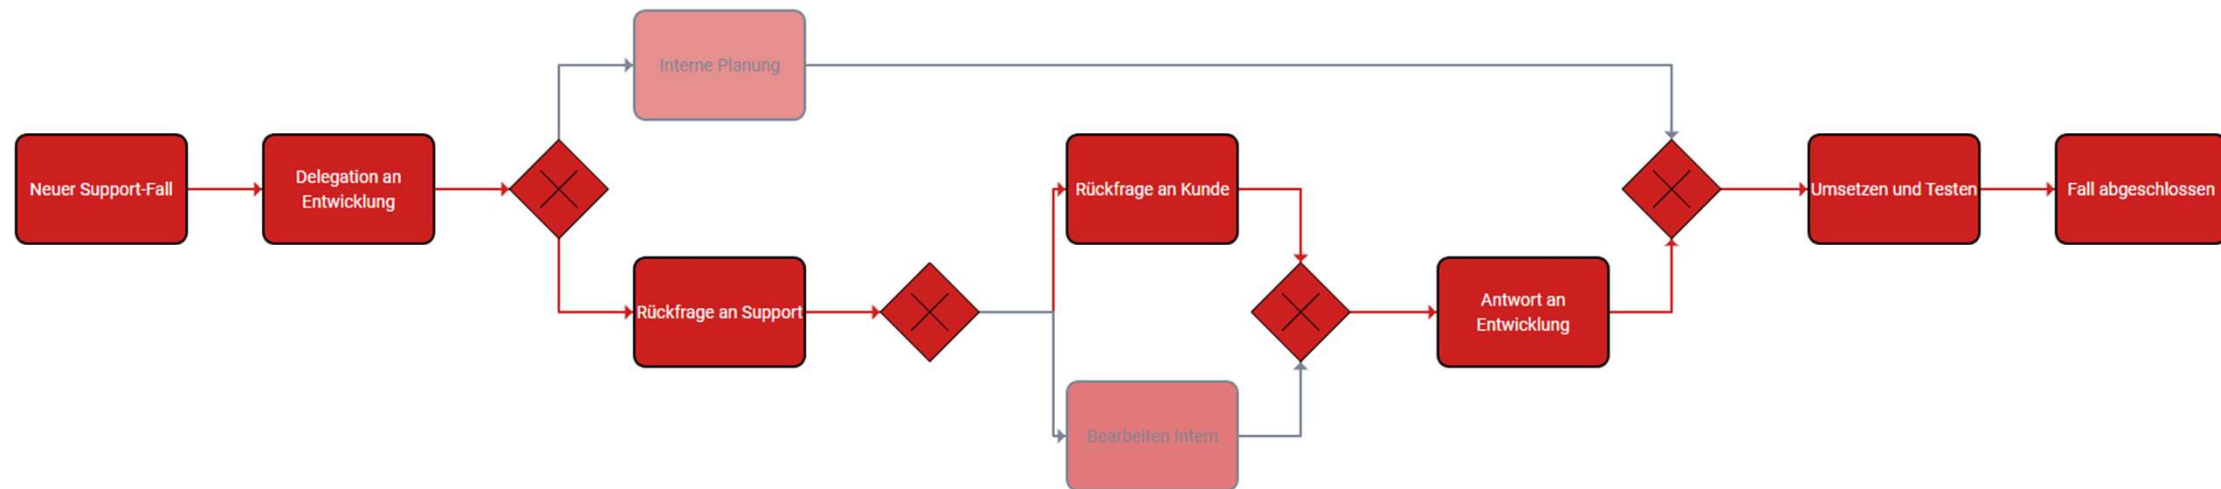 Interne Planung
Neuer Support-Fall
Delegation an
Entwicklung
Rückfrage an Kunde
Umsetzen und Testen
Fall abgeschlossen
Rückfrage an Support
Antwort an
Entwicklung
Bearbeiten Intern